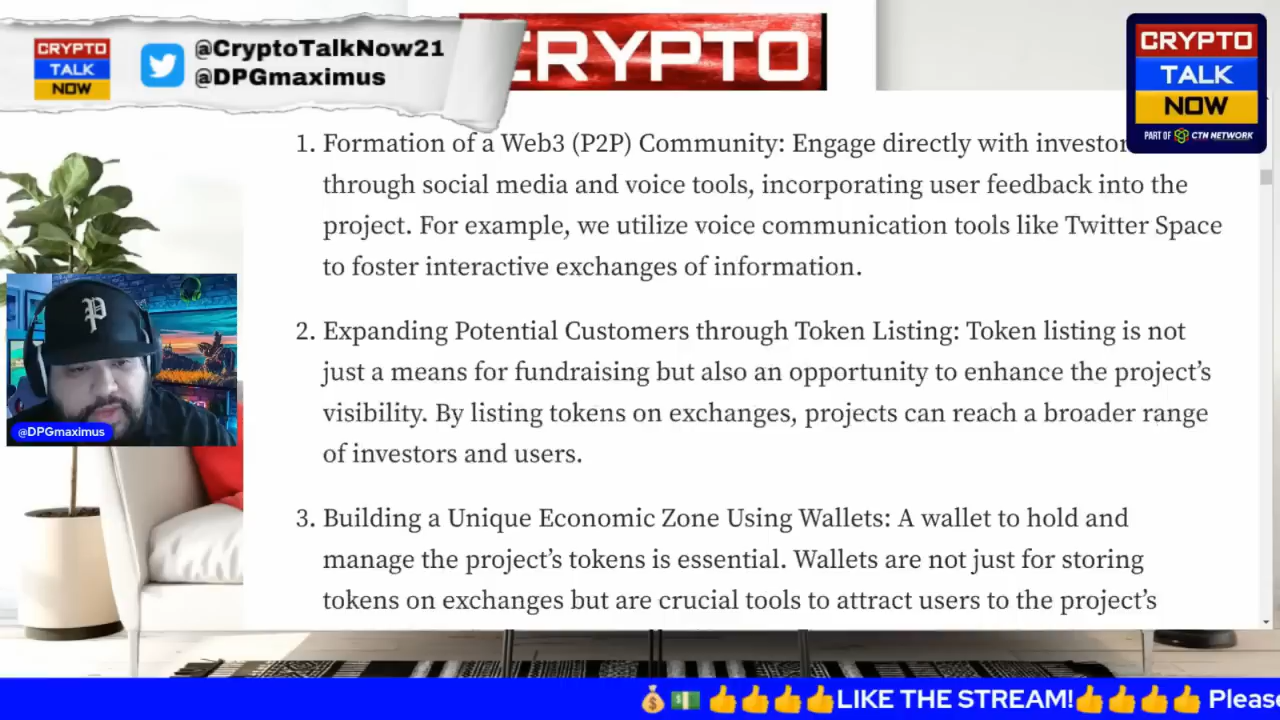 CRYPTO
TALK
NOW
@CryptoTalkNow21
@DPGmaximus
CRYPTO
CRYPTO
TALK
NOW
PART OF CTN NETWORK
1. Formation of a Web3 (P2P) Community: Engage directly with investor
through social media and voice tools, incorporating user feedback into the
project. For example, we utilize voice communication tools like Twitter Space
to foster interactive exchanges of information.
2. Expanding Potential Customers through Token Listing: Token listing is not
just a means for fundraising but also an opportunity to enhance the project's
visibility. By listing tokens on exchanges, projects can reach a broader range
of investors and users.
3. Building a Unique Economic Zone Using Wallets: A wallet to hold and
manage the project's tokens is essential. Wallets are not just for storing
tokens on exchanges but are crucial tools to attract users to the project's
P
@DPGmaximus
💰 💵 👍👍👍👍LIKE THE STREAM!👍👍👍👍 Please